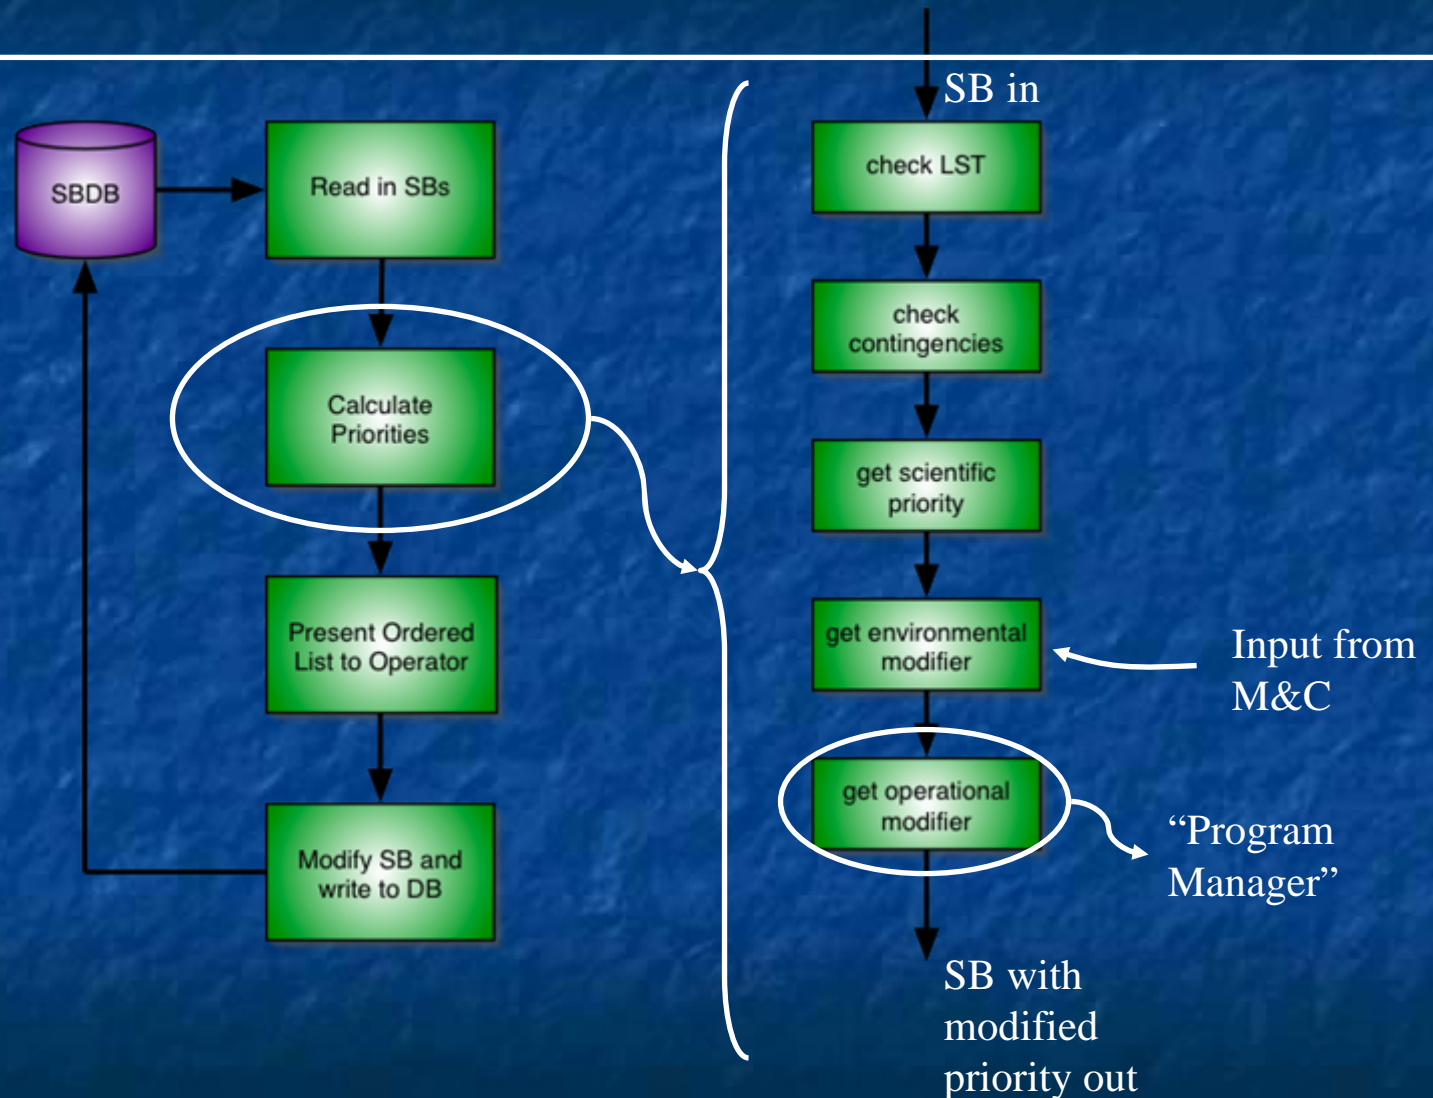 SBDB
Read in SBs
Calculate
Priorities
Present Ordered
List to Operator
Modify SB and
write to DB
SB in
check LST
check
contingencies
get scientific
priority
get environmental
modifier
Input from
M&C
get operational
modifier
“Program
Manager”
SB with
modified
priority out